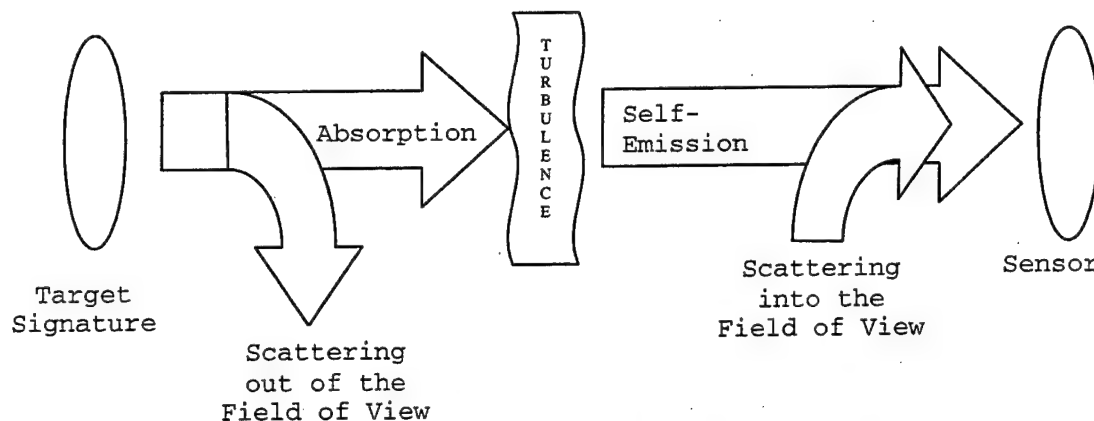 Target
Signature
Scattering
out of the
Field of View
Absorption
TURBULENCE
Self-
Emission
Scattering
into the
Field of View
Sensor